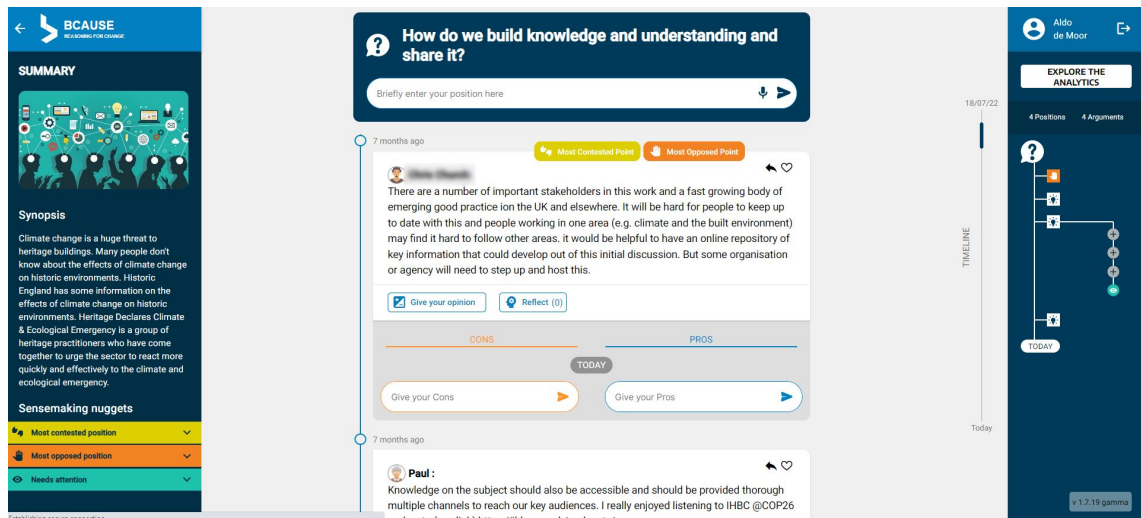 BCAUSE
REASONING FOR CHANGE
SUMMARY
Synopsis
Climate change is a huge threat to
heritage buildings. Many people don't
know about the effects of climate change
on historic environments. Historic
England has some information on the
effects of climate change on historic
environments. Heritage Declares Climate
& Ecological Emergency is a group of
heritage practitioners who have come
together to urge the sector to react more
quickly and effectively to the climate and
ecological emergency.
Sensemaking nuggets
Most contested position
Most opposed position
Needs attention
How do we build knowledge and understanding and
share it?
Briefly enter your position here
7 months ago
Most Contested Point
Most Opposed Point
There are a number of important stakeholders in this work and a fast growing body of
emerging good practice ion the UK and elsewhere. It will be hard for people to keep up
to date with this and people working in one area (e.g. climate and the built environment)
may find it hard to follow other areas. it would be helpful to have an online repository of
key information that could develop out of this initial discussion. But some organisation
or agency will need to step up and host this.
Give your opinion
Reflect (0)
CONS
PROS
TODAY
Give your Cons
Give your Pros
7 months ago
Paul :
Knowledge on the subject should also be accessible and should be provided thorough
multiple channels to reach our key audiences. I really enjoyed listening to IHBC @COP26
18/07/22
TIMELINE
Today
Aldo
de Moor
EXPLORE THE
ANALYTICS
4 Positions 4 Arguments
TODAY
v 1.7.19 gamma